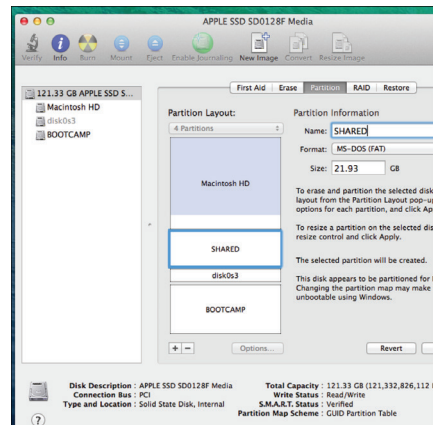 APPLE SSD SD0128F Media
Verify Info Burn Mount Eject Enable Journaling New Image Convert Resize Image
121.33 GB APPLE SSD S...
Macintosh HD
disk0s3
BOOTCAMP
First Aid Erase Partition RAID Restore
Partition Layout:
4 Partitions
Macintosh HD
SHARED
disk0s3
BOOTCAMP
+ − Options...
Partition Information
Name: SHARED
Format: MS-DOS (FAT)
Size: 21.93 GB
To erase and partition the selected disk
layout from the Partition Layout pop-u
options for each partition, and click Ap
To resize a partition on the selected dis
resize control and click Apply.
The selected partition will be created.
This disk appears to be partitioned for
Changing the partition map may make
unbootable using Windows.
Revert
Disk Description : APPLE SSD SD0128F Media
Connection Bus : PCI
Type and Location : Solid State Disk, Internal
Total Capacity : 121.33 GB (121,332,826,112
Write Status : Read/Write
S.M.A.R.T. Status : Verified
Partition Map Scheme : GUID Partition Table
?